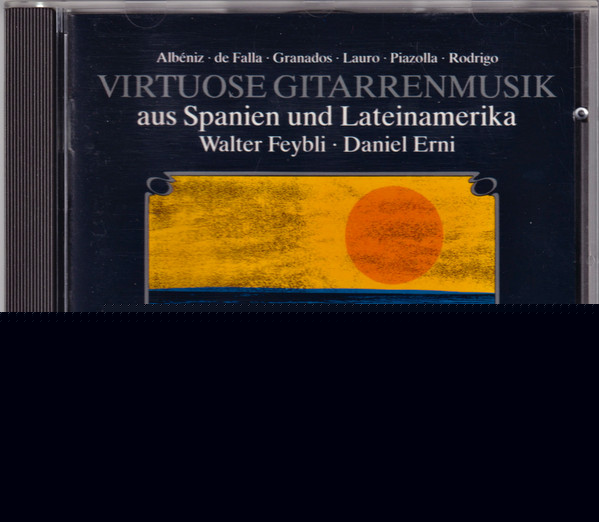 Albéniz · de Falla · Granados · Lauro · Piazolla · Rodrigo
VIRTUOSE GITARRENMUSIK
aus Spanien und Lateinamerika
Walter Feybli · Daniel Erni